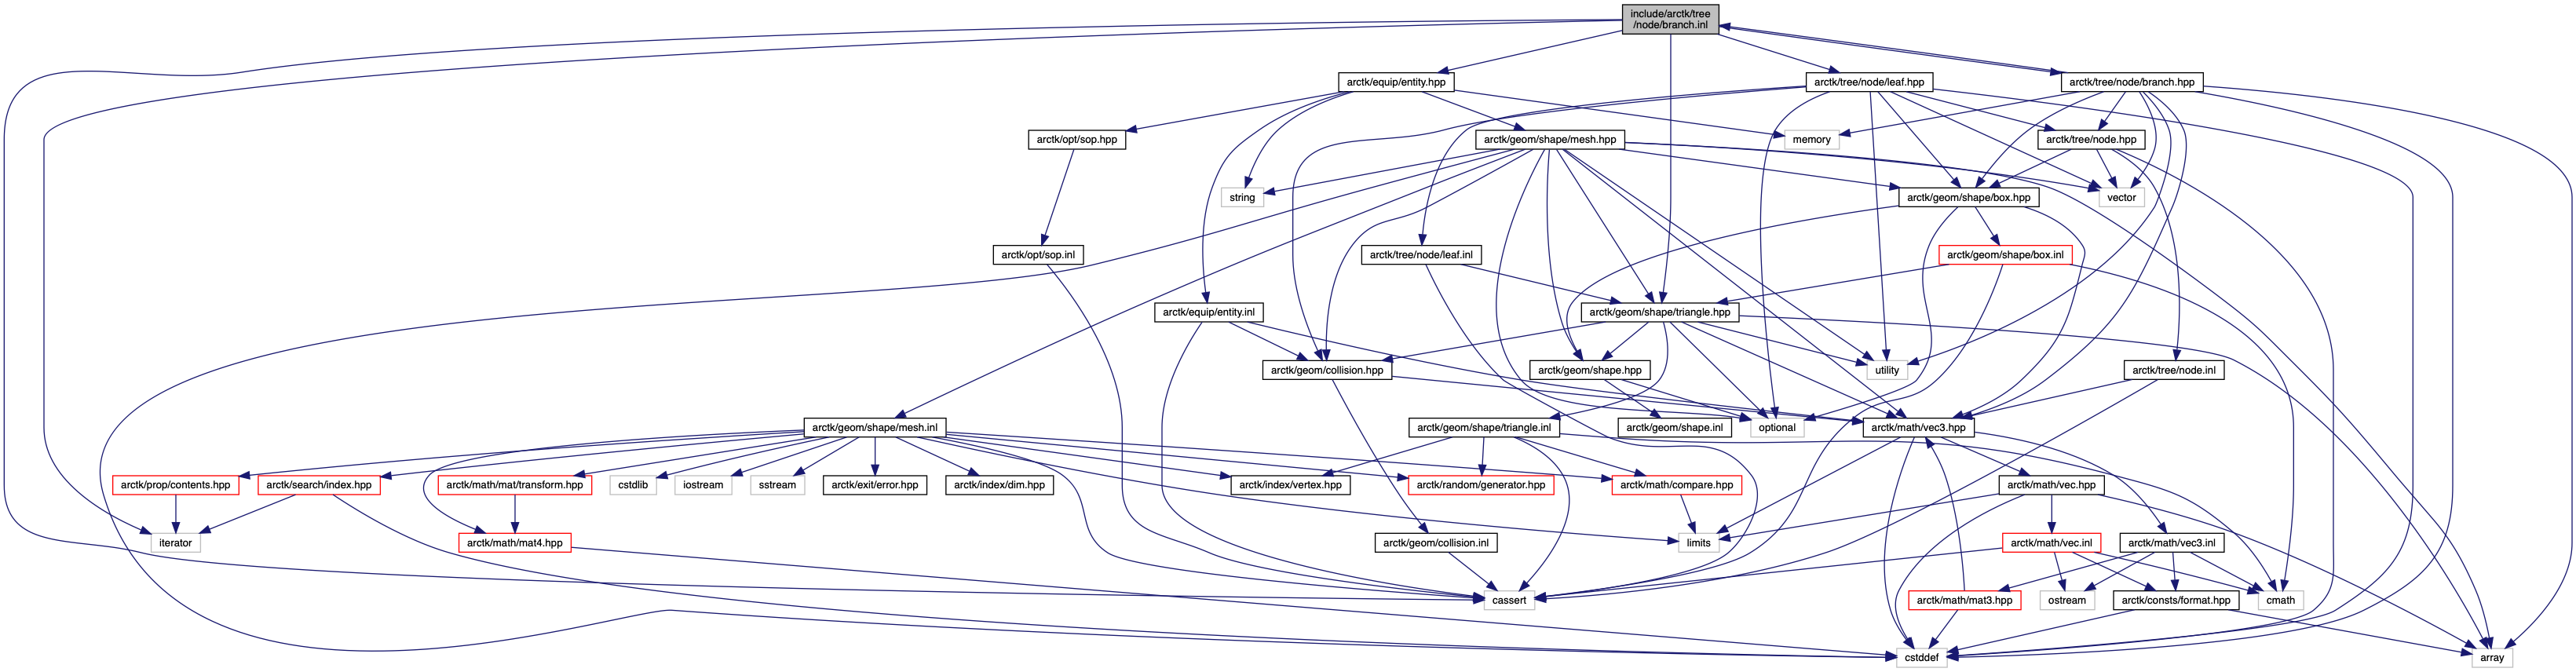 include/arctk/tree
/node/branch.inl
arctk/equip/entity.hpp
arctk/tree/node/leaf.hpp
arctk/tree/node/branch.hpp
arctk/opt/sop.hpp
arctk/geom/shape/mesh.hpp
memory
arctk/tree/node.hpp
string
arctk/geom/shape/box.hpp
vector
arctk/opt/sop.inl
arctk/tree/node/leaf.inl
arctk/geom/shape/box.inl
arctk/equip/entity.inl
arctk/geom/shape/triangle.hpp
arctk/geom/collision.hpp
arctk/geom/shape.hpp
utility
arctk/tree/node.inl
arctk/geom/shape/mesh.inl
arctk/geom/shape/triangle.inl
arctk/geom/shape.inl
optional
arctk/math/vec3.hpp
arctk/prop/contents.hpp
arctk/search/index.hpp
arctk/math/mat/transform.hpp
cstdlib
iostream
sstream
arctk/exit/error.hpp
arctk/index/dim.hpp
arctk/index/vertex.hpp
arctk/random/generator.hpp
arctk/math/compare.hpp
arctk/math/vec.hpp
iterator
arctk/math/mat4.hpp
arctk/geom/collision.inl
limits
arctk/math/vec.inl
arctk/math/vec3.inl
cassert
arctk/math/mat3.hpp
ostream
arctk/consts/format.hpp
cmath
cstddef
array